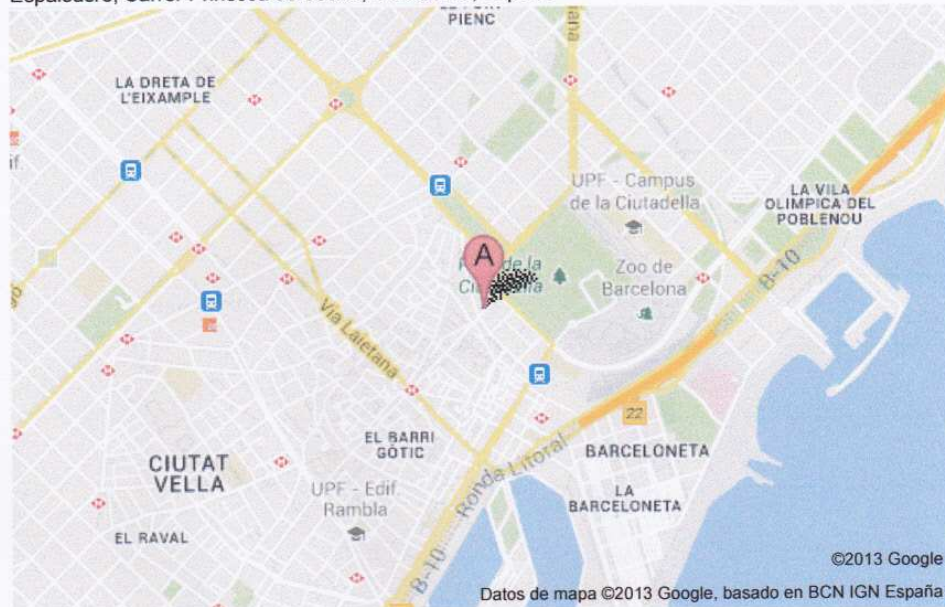 PIENC
LA DRETA DE
L'EIXAMPLE
UPF - Campus
de la Ciutadella
LA VILA
OLIMPICA DEL
POBLENOU
A
de la
Zoo de
Barcelona
B-10
Via Laietana
22
EL BARRI
GÒTIC
BARCELONETA
CIUTAT
VELLA
Ronda Litoral
UPF - Edif.
Rambla
LA
BARCELONETA
EL RAVAL
B-10
©2013 Google
Datos de mapa ©2013 Google, basado en BCN IGN España